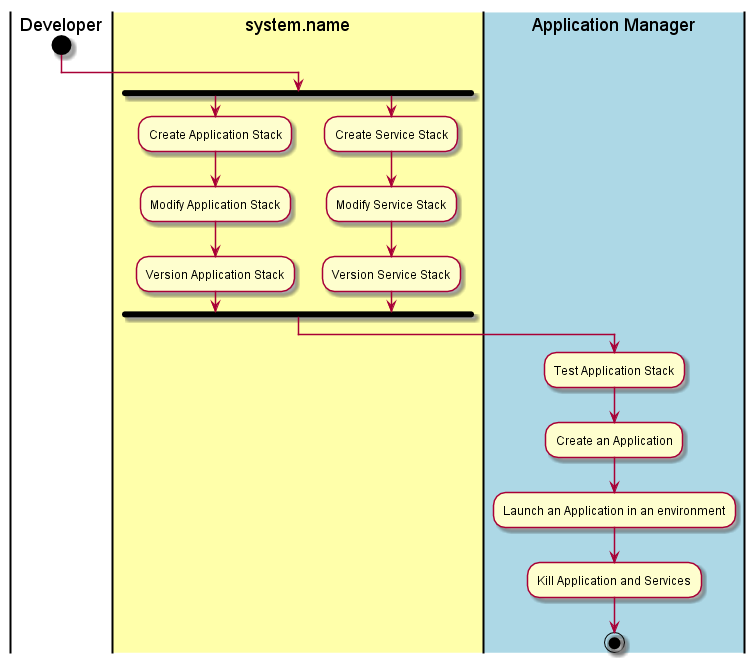 Developer
system.name
Application Manager
Create Application Stack
Create Service Stack
Modify Application Stack
Modify Service Stack
Version Application Stack
Version Service Stack
Test Application Stack
Create an Application
Launch an Application in an environment
Kill Application and Services